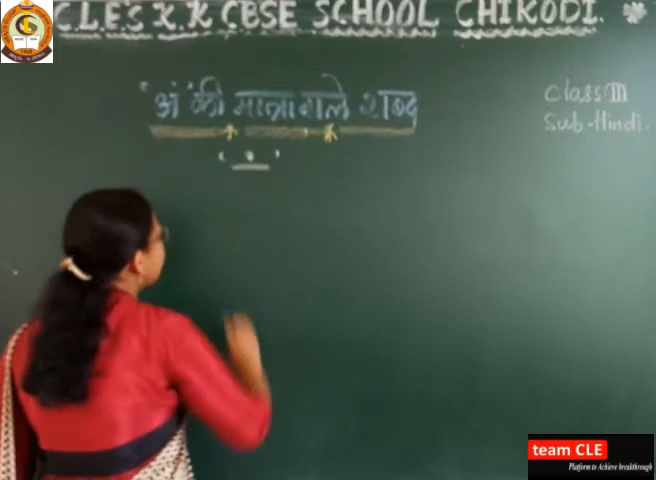 C.L.E'S K.K CBSE SCHOOL CHIKODI.
"अं" की मात्रा वाले शब्द
Class III
Sub-Hindi.
' ं '
team CLE
Platform to Achieve breakthrough